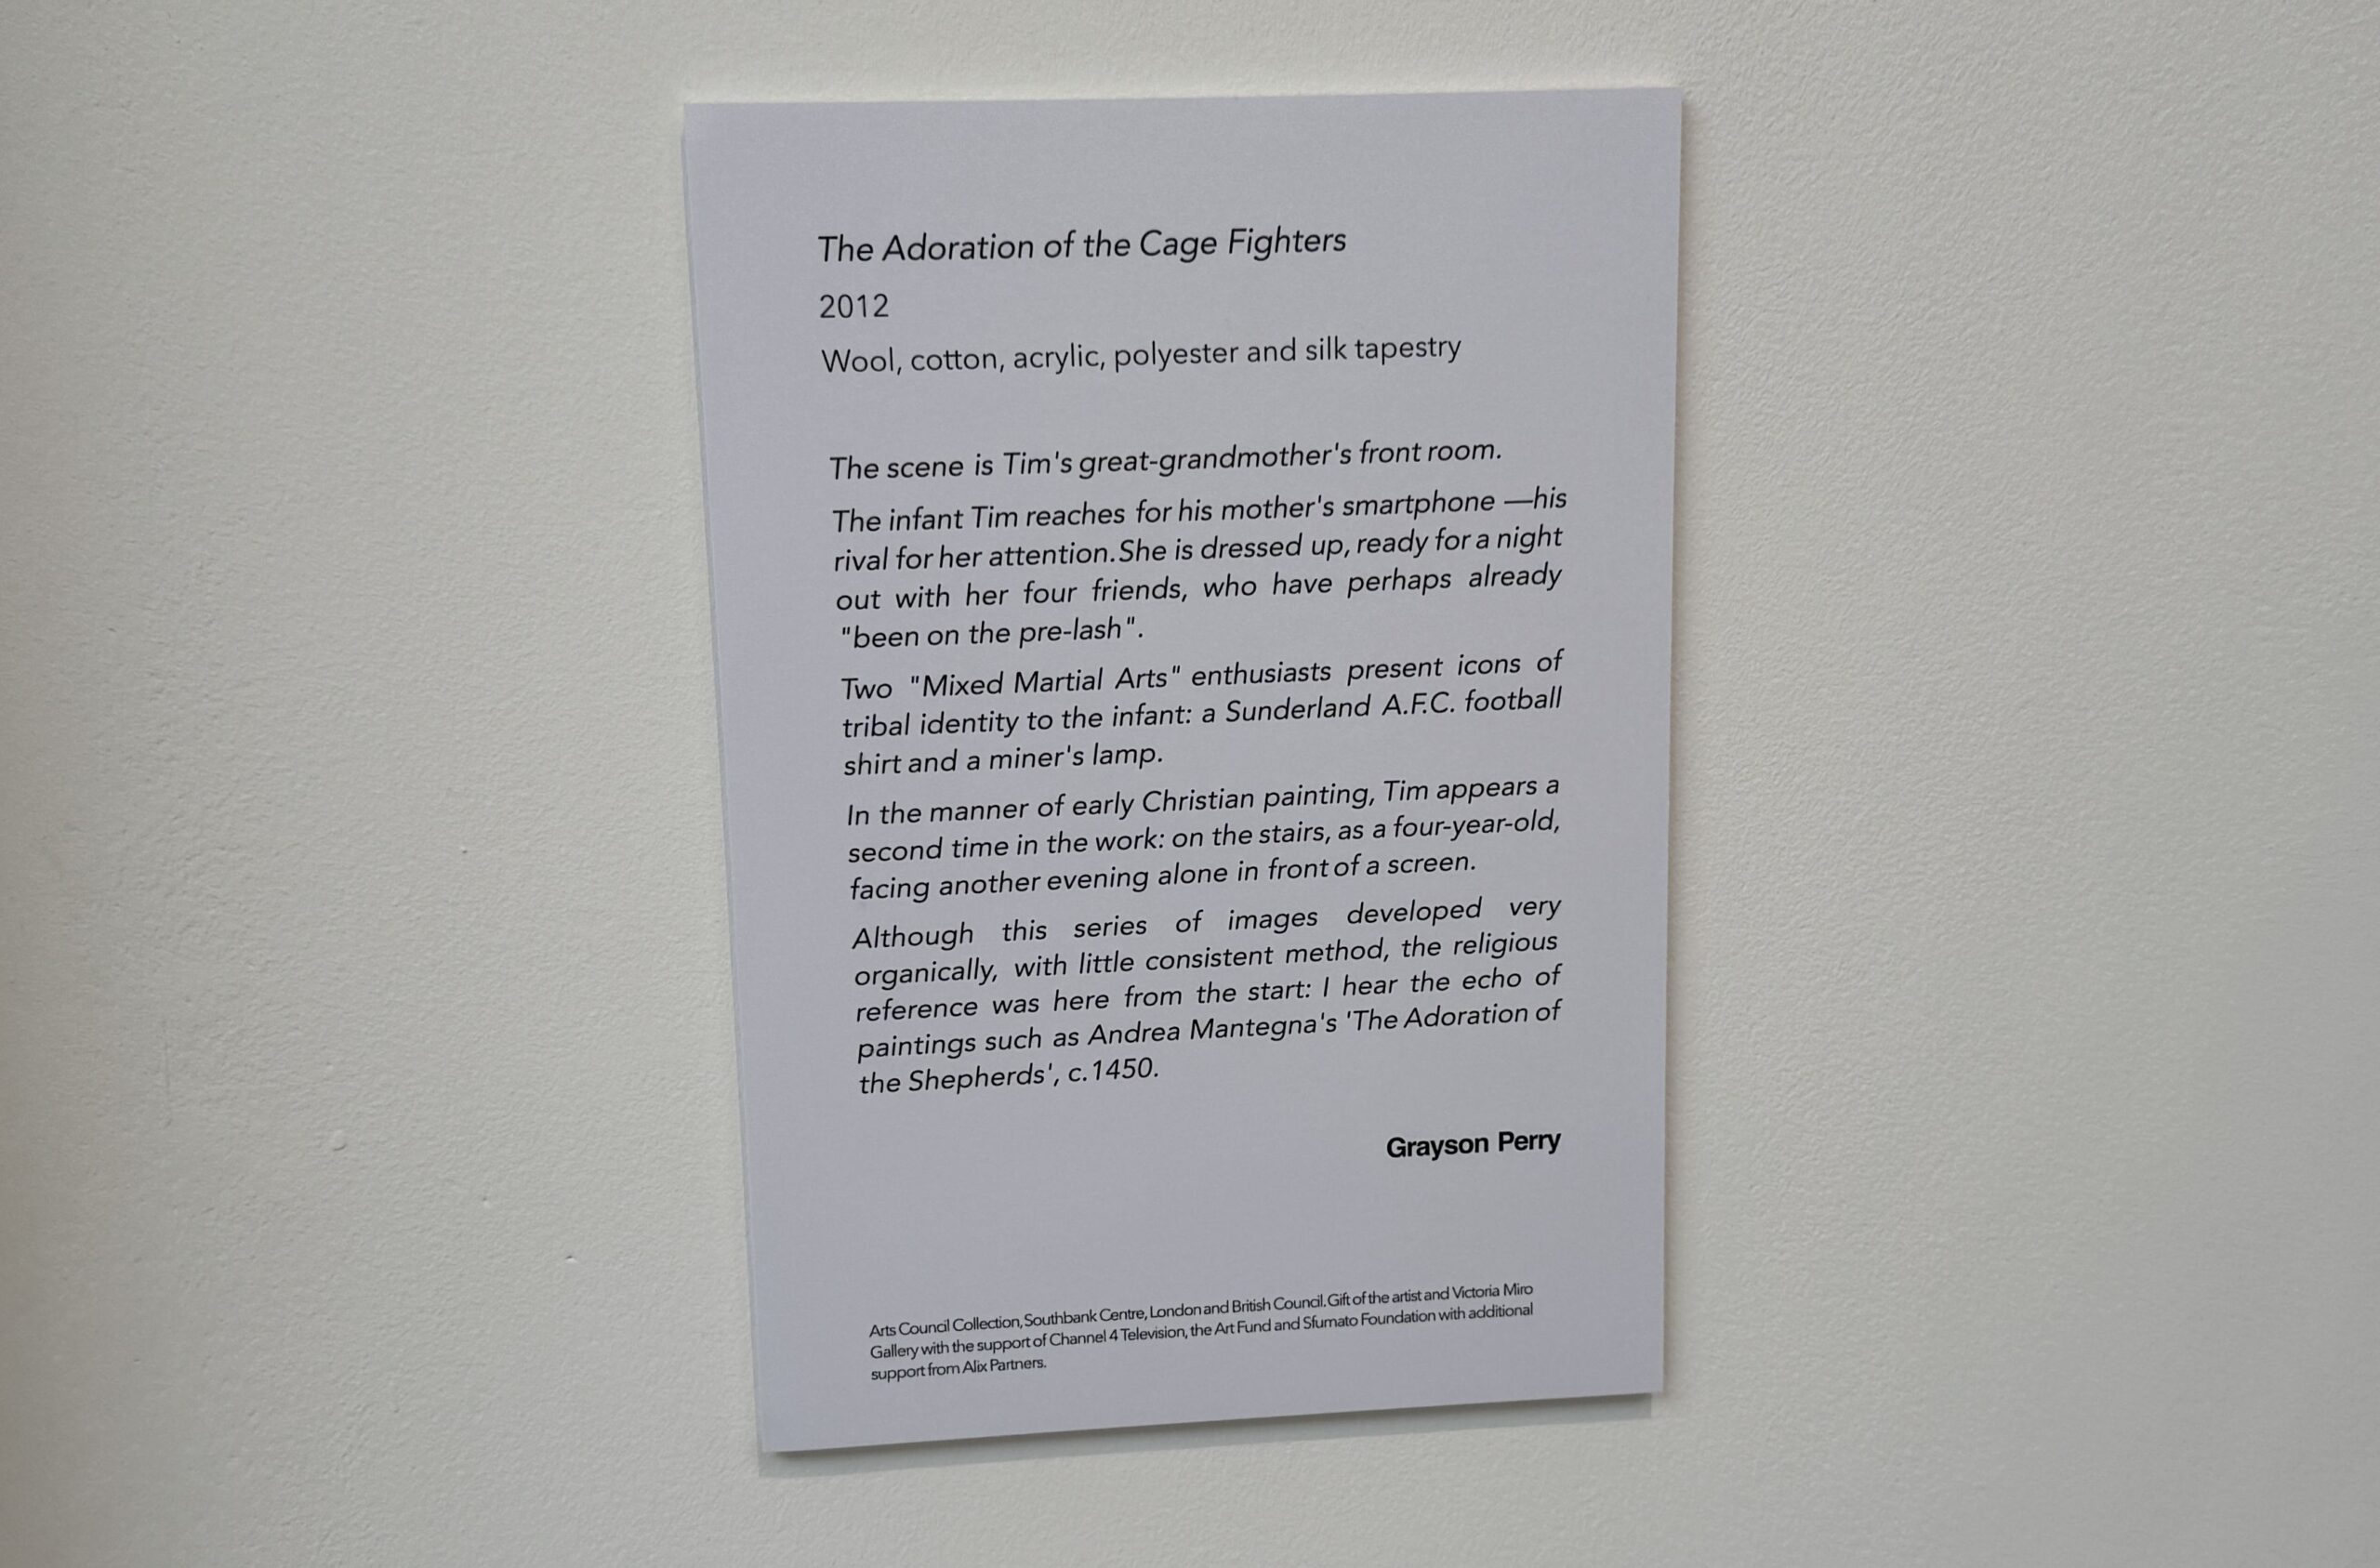 The Adoration of the Cage Fighters
2012
Wool, cotton, acrylic, polyester and silk tapestry
The scene is Tim's great-grandmother's front room.
The infant Tim reaches for his mother's smartphone —his
rival for her attention. She is dressed up, ready for a night
out with her four friends, who have perhaps already
"been on the pre-lash".
Two "Mixed Martial Arts" enthusiasts present icons of
tribal identity to the infant: a Sunderland A.F.C. football
shirt and a miner's lamp.
In the manner of early Christian painting, Tim appears a
second time in the work: on the stairs, as a four-year-old,
facing another evening alone in front of a screen.
Although this series of images developed very
organically, with little consistent method, the religious
reference was here from the start: I hear the echo of
paintings such as Andrea Mantegna's 'The Adoration of
the Shepherds', c.1450.
Grayson Perry
Arts Council Collection, Southbank Centre, London and British Council. Gift of the artist and Victoria Miro
Gallery with the support of Channel 4 Television, the Art Fund and Sfumato Foundation with additional
support from Alix Partners.